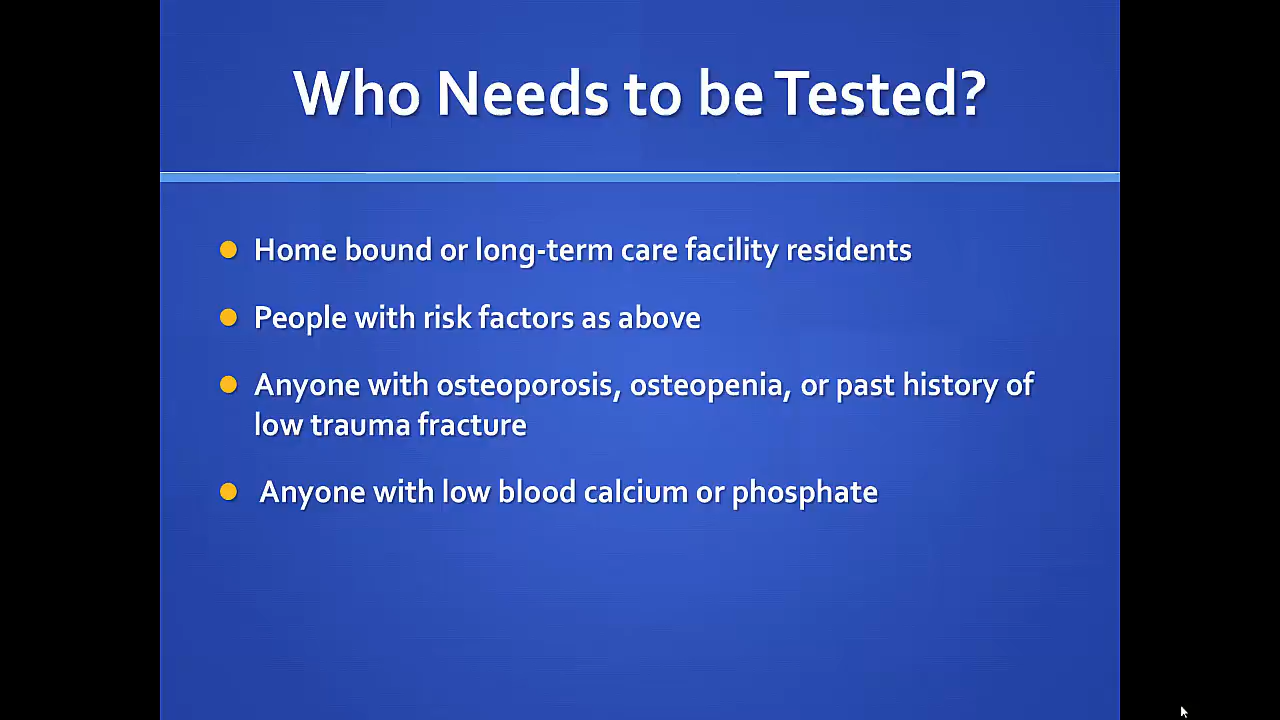 Who Needs to be Tested?
Home bound or long-term care facility residents
People with risk factors as above
Anyone with osteoporosis, osteopenia, or past history of
low trauma fracture
Anyone with low blood calcium or phosphate